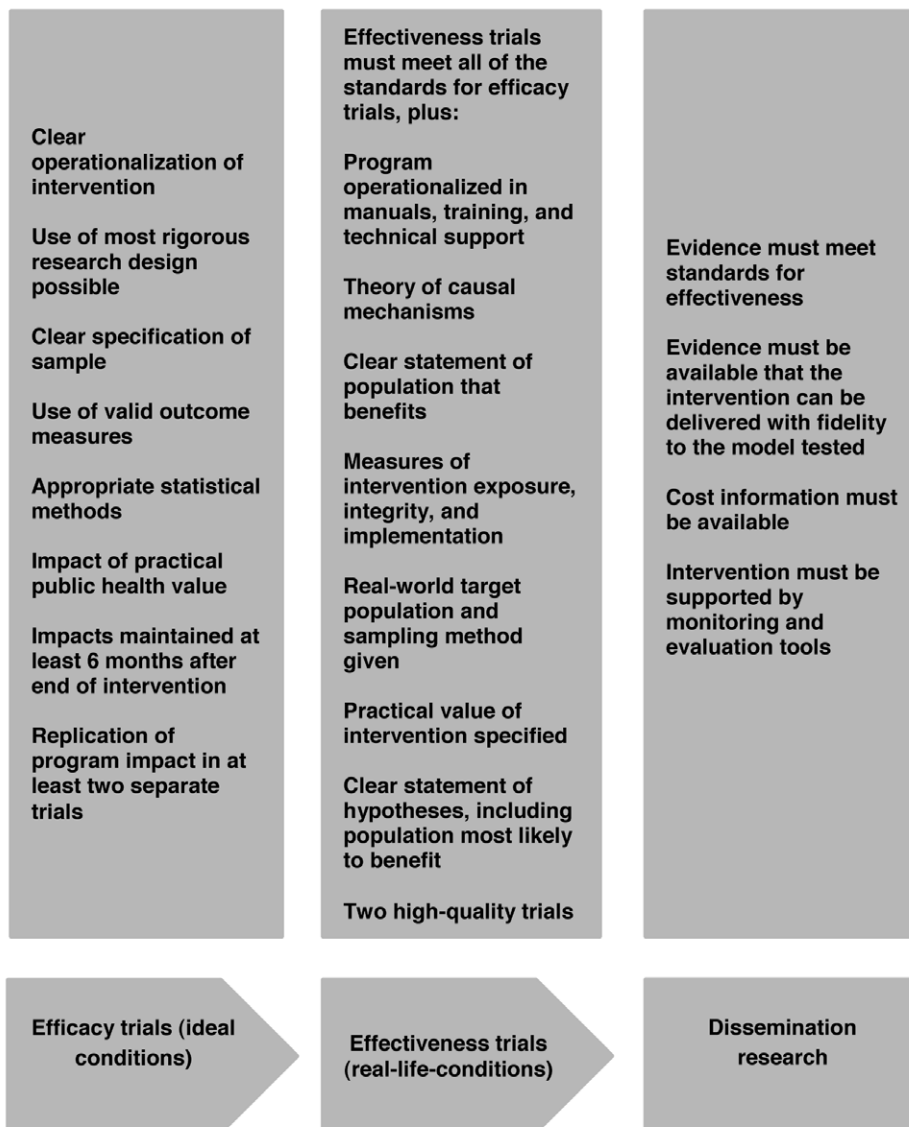 Clear
operationalization of
intervention
Use of most rigorous
research design
possible
Clear specification of
sample
Use of valid outcome
measures
Appropriate statistical
methods
Impact of practical
public health value
Impacts maintained at
least 6 months after
end of intervention
Replication of
program impact in at
least two separate
trials
Effectiveness trials
must meet all of the
standards for efficacy
trials, plus:
Program
operationalized in
manuals, training, and
technical support
Theory of causal
mechanisms
Clear statement of
population that
benefits
Measures of
intervention exposure,
integrity, and
implementation
Real-world target
population and
sampling method
given
Practical value of
intervention specified
Clear statement of
hypotheses, including
population most likely
to benefit
Two high-quality trials
Evidence must meet
standards for
effectiveness
Evidence must be
available that the
intervention can be
delivered with fidelity
to the model tested
Cost information must
be available
Intervention must be
supported by
monitoring and
evaluation tools
Efficacy trials (ideal
conditions)
Effectiveness trials
(real-life-conditions)
Dissemination
research